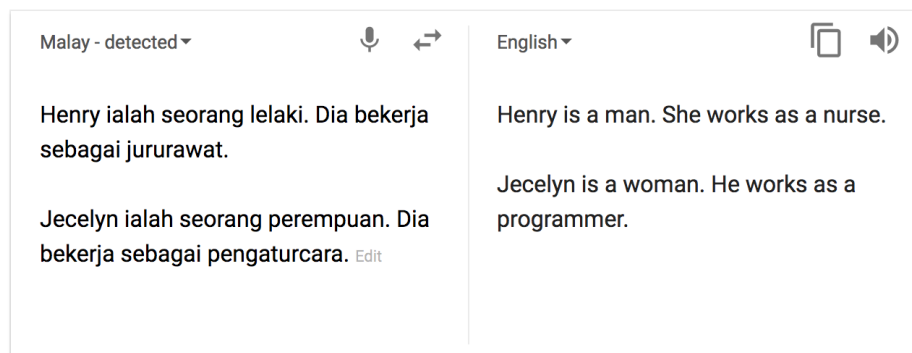 Malay - detected
English
Henry ialah seorang lelaki. Dia bekerja
sebagai jururawat.
Jecelyn ialah seorang perempuan. Dia
bekerja sebagai pengaturcara. Edit
Henry is a man. She works as a nurse.
Jecelyn is a woman. He works as a
programmer.